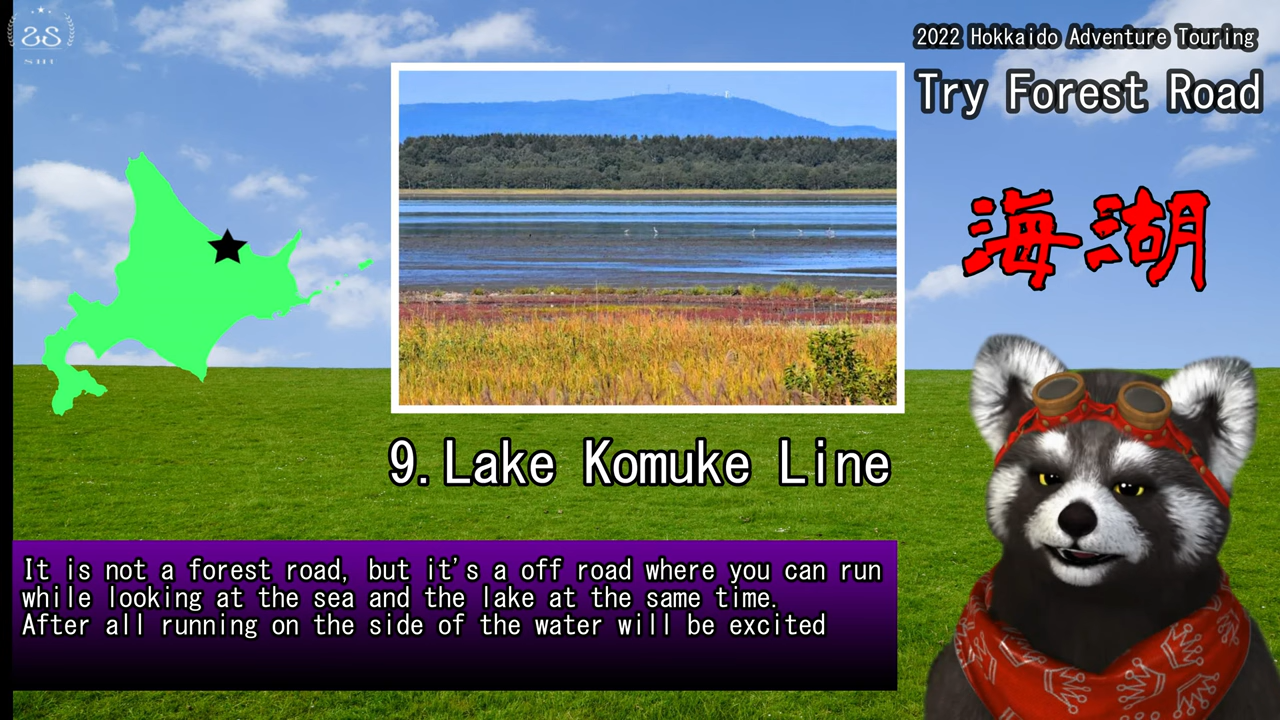 2022 Hokkaido Adventure Touring
Try Forest Road
海湖
9.Lake Komuke Line
It is not a forest road, but it's a off road where you can run
while looking at the sea and the lake at the same time.
After all running on the side of the water will be excited